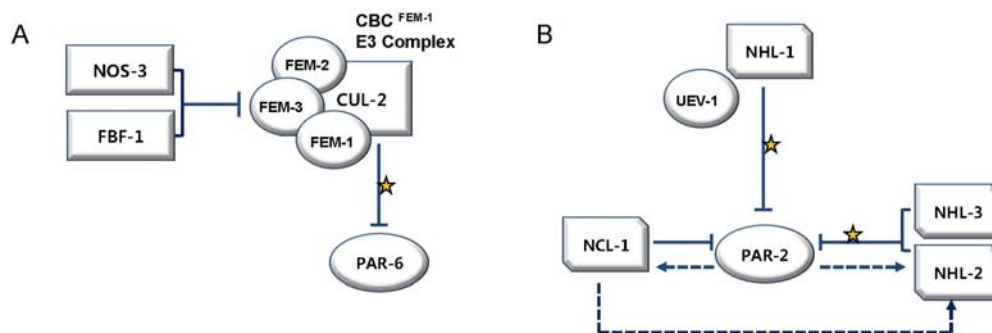 A
CBC FEM-1
E3 Complex
NOS-3
FBF-1
FEM-2
FEM-3
CUL-2
FEM-1
PAR-6
B
NHL-1
UEV-1
NCL-1
PAR-2
NHL-3
NHL-2